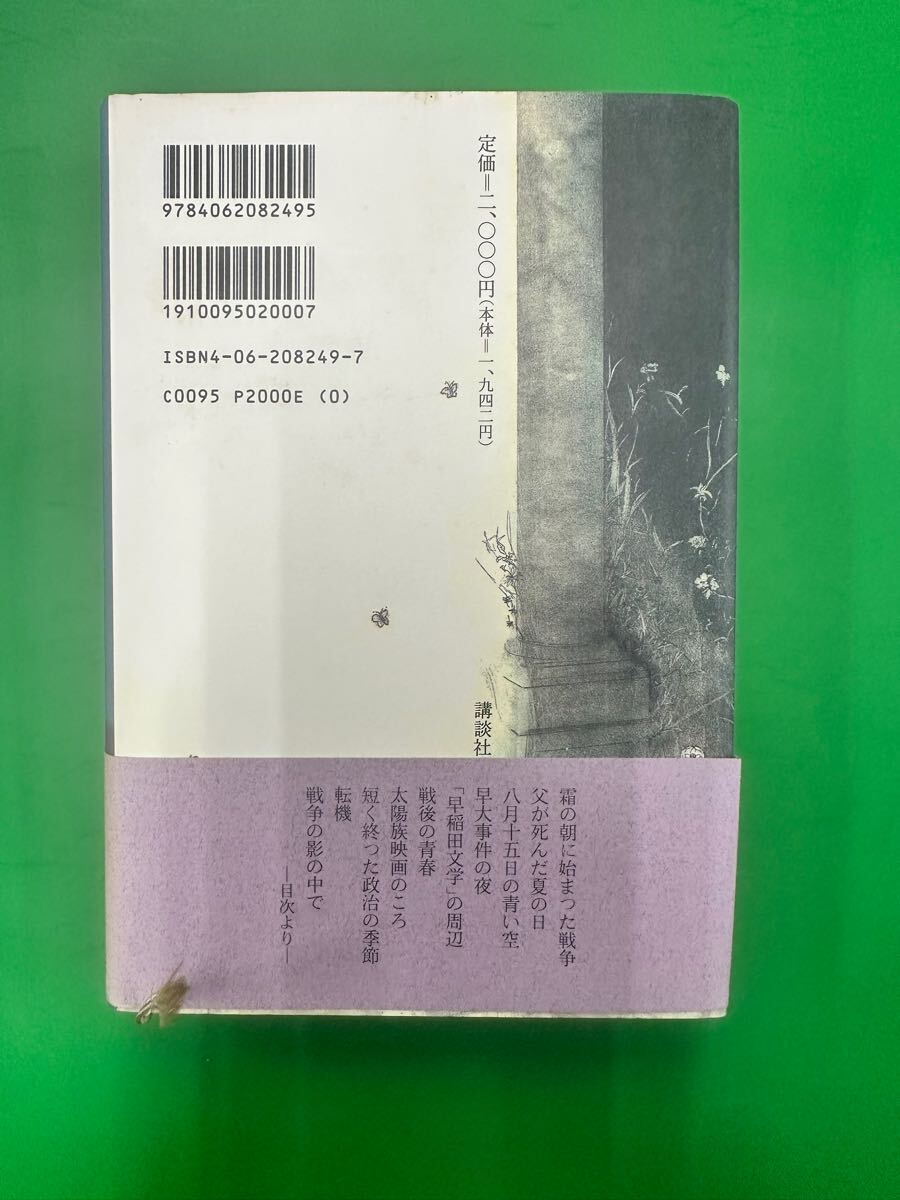 9784062082495
1910095020007
ISBN4-06-208249-7
C0095 P2000E (0)
定価=二、〇〇〇円(本体=一、九四二円)
講談社
霜の朝に始まつた戦争
父が死んだ夏の日
八月十五日の青い空
早大事件の夜
「早稲田文学」の周辺
戦後の青春
太陽族映画のころ
短く終った政治の季節
転機
戦争の影の中で
―目次より―